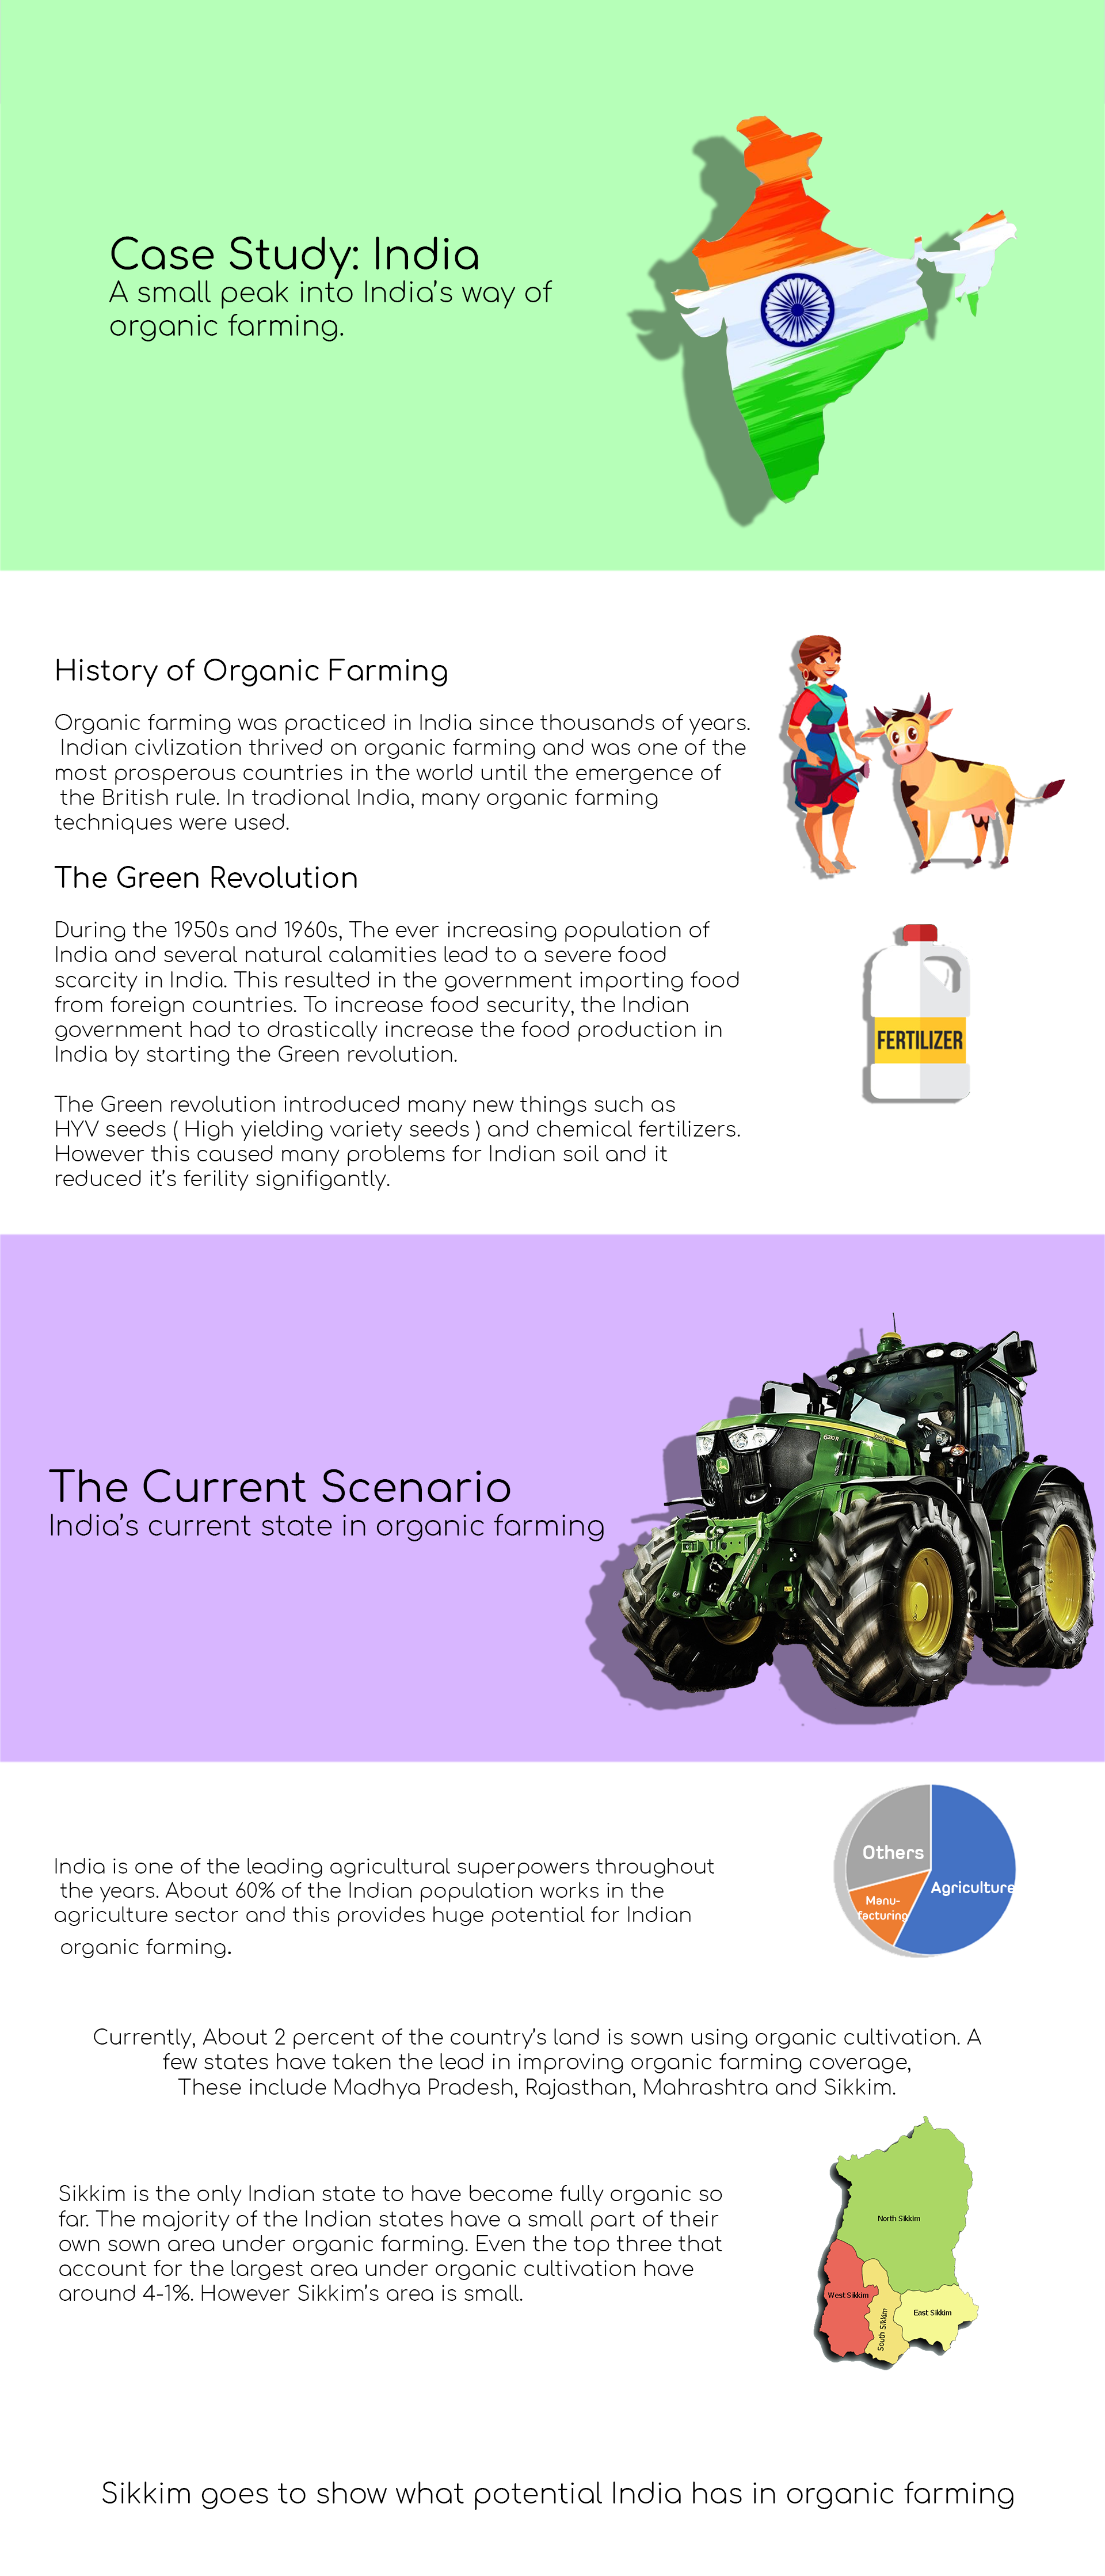 Case Study: India
A small peak into India's way of
organic farming.
History of Organic Farming
Organic farming was practiced in India since thousands of years.
Indian civlization thrived on organic farming and was one of the
most prosperous countries in the world until the emergence of
the British rule. In tradional India, many organic farming
techniques were used.
The Green Revolution
During the 1950s and 1960s, The ever increasing population of
India and several natural calamities lead to a severe food
scarcity in India. This resulted in the government importing food
from foreign countries. To increase food security, the Indian
government had to drastically increase the food production in
India by starting the Green revolution.
FERTILIZER
The Green revolution introduced many new things such as
HYV seeds ( High yielding variety seeds ) and chemical fertilizers.
However this caused many problems for Indian soil and it
reduced it's ferility signifigantly.
The Current Scenario
India's current state in organic farming
India is one of the leading agricultural superpowers throughout
the years. About 60% of the Indian population works in the
agriculture sector and this provides huge potential for Indian
organic farming.
Others
Agriculture
Manu-
facturing
Currently, About 2 percent of the country's land is sown using organic cultivation. A
few states have taken the lead in improving organic farming coverage,
These include Madhya Pradesh, Rajasthan, Mahrashtra and Sikkim.
Sikkim is the only Indian state to have become fully organic so
far. The majority of the Indian states have a small part of their
own sown area under organic farming. Even the top three that
account for the largest area under organic cultivation have
around 4-1%. However Sikkim's area is small.
North Sikkim
West Sikkim
South Sikkim
East Sikkim
Sikkim goes to show what potential India has in organic farming